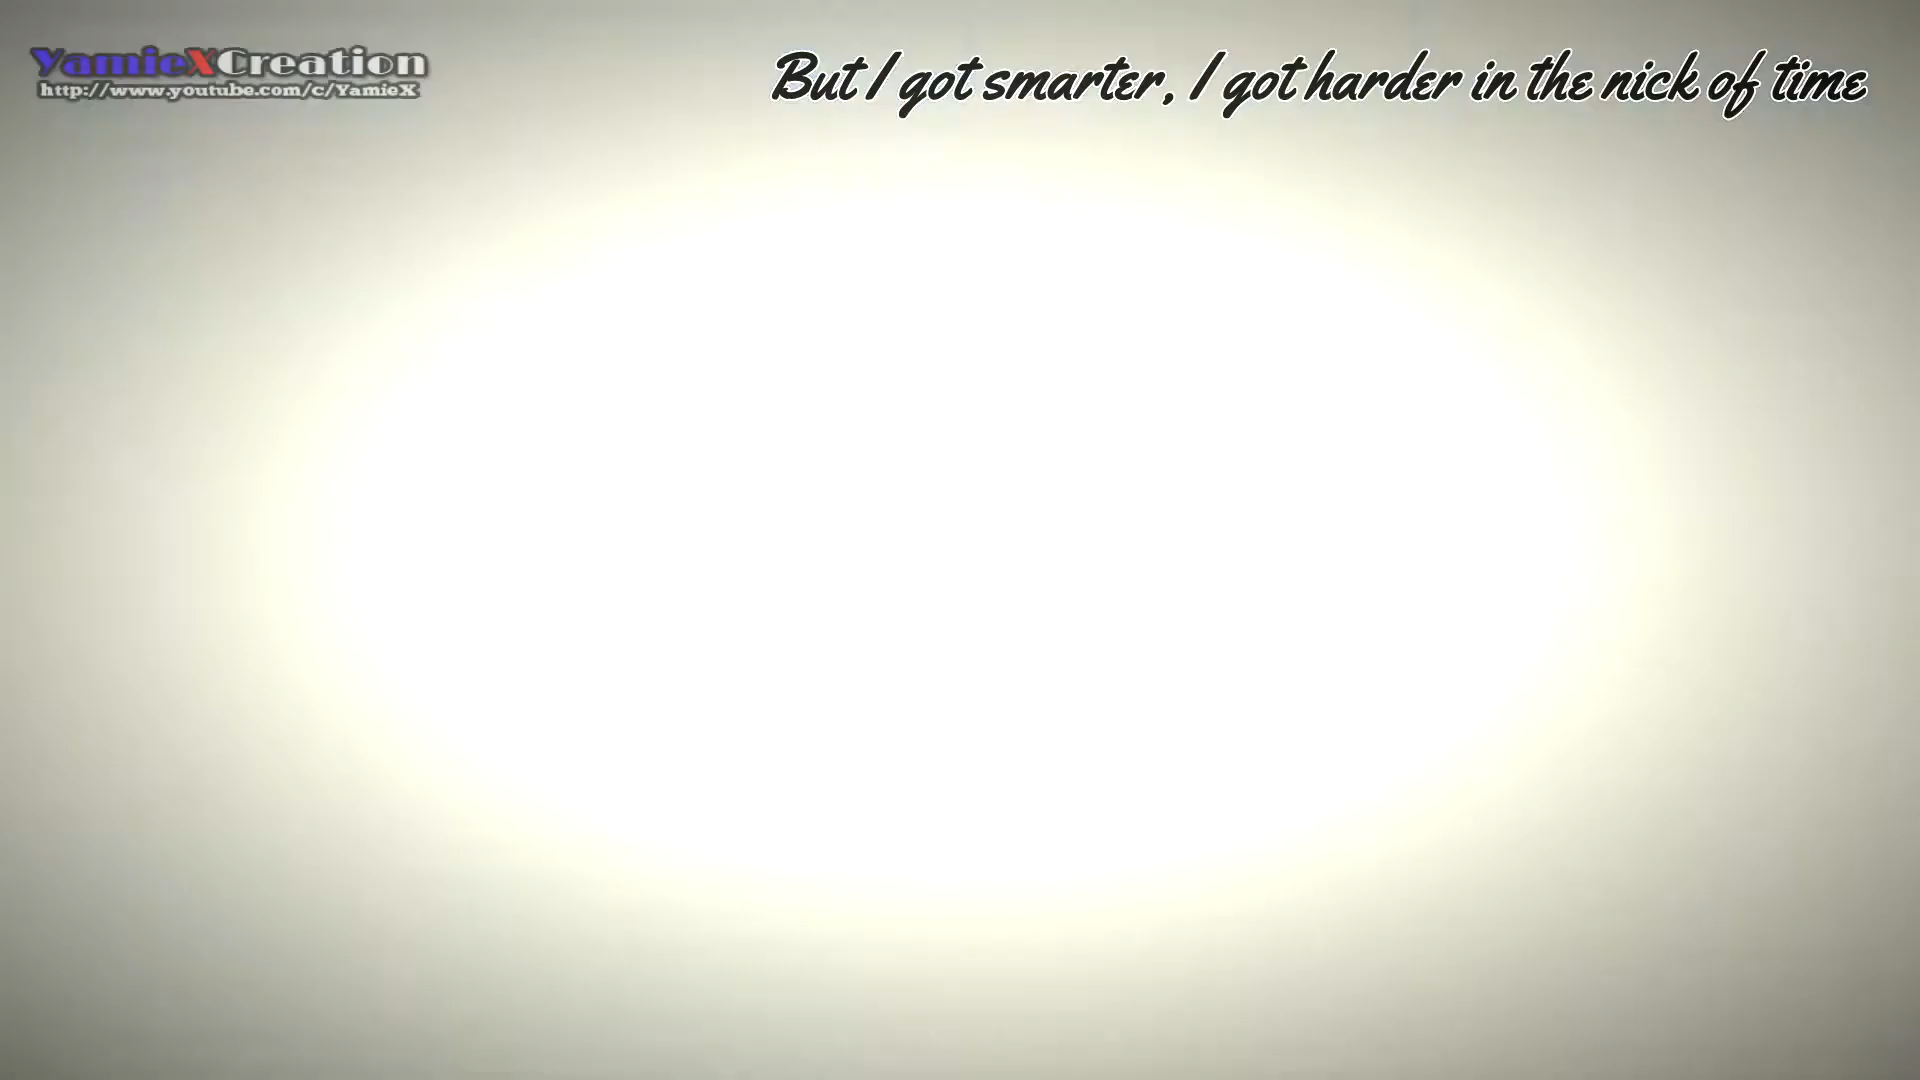 YamieXCreation
http://www.youtube.com/c/YamieX
But I got smarter, I got harder in the nick of time